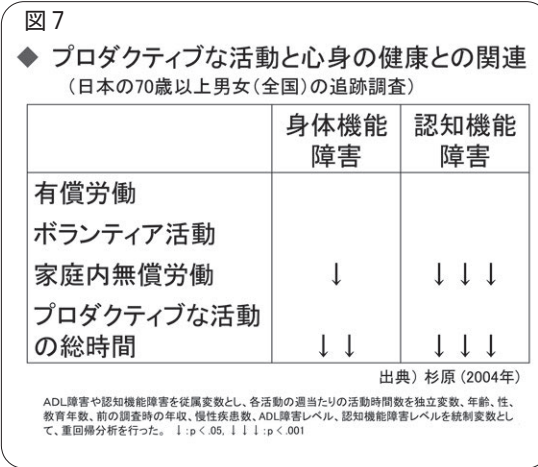 図7
◆ プロダクティブな活動と心身の健康との関連
(日本の70歳以上男女(全国)の追跡調査)
身体機能 認知機能
障害 障害
有償労働
ボランティア活動
家庭内無償労働 ↓ ↓↓↓
プロダクティブな活動
の総時間 ↓↓ ↓↓↓
出典) 杉原 (2004年)
ADL障害や認知機能障害を従属変数とし、各活動の週当たりの活動時間数を独立変数、年齢、性、
教育年数、前の調査時の年収、慢性疾患数、ADL障害レベル、認知機能障害レベルを統制変数とし
て、重回帰分析を行った。 ↓:p<.05, ↓↓↓:p<.001